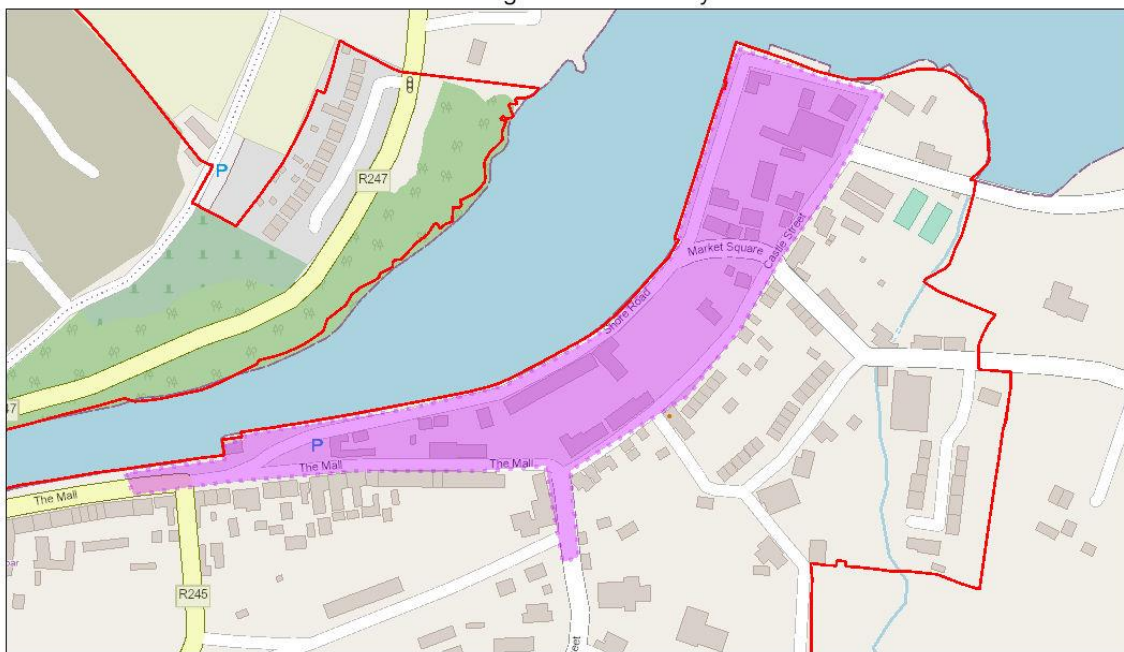 P
R247
Castle Street
Market Square
Shore Road
P
The Mall
The Mall
The Mall
R245